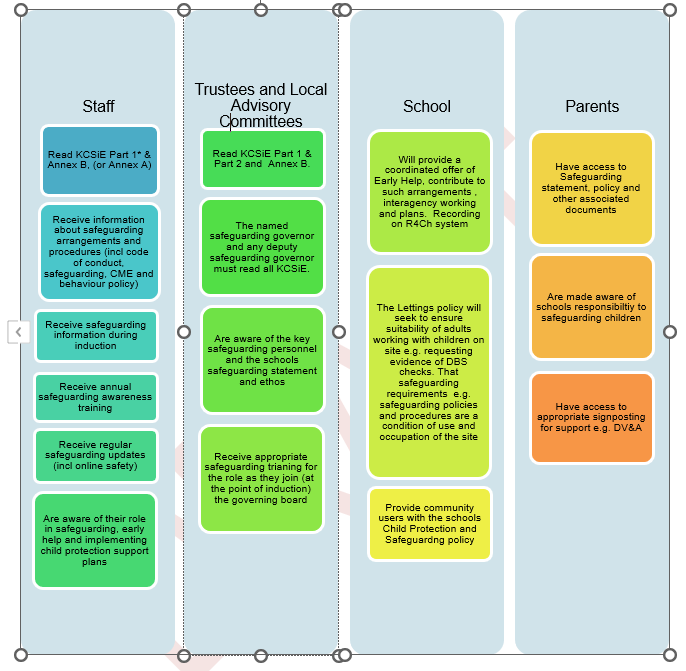 Staff
Read KCSiE Part 1* &
Annex B, (or Annex A)
Receive information
about safeguarding
arrangements and
procedures (incl code
of conduct,
safeguarding, CME and
behaviour policy)
Receive safeguarding
information during
induction
Receive annual
safeguarding awareness
training
Receive regular
safeguarding updates
(incl online safety)
Are aware of their role
in safeguarding, early
help and implementing
child protection support
plans
Trustees and Local
Advisory
Committees
Read KCSiE Part 1 &
Part 2 and  Annex B.
The named
safeguarding governor
and any deputy
safeguarding governor
must read all KCSiE.
Are aware of the key
safeguarding personnel
and the schools
safeguarding statement
and ethos
Receive appropriate
safeguarding trianing for
the role as they join (at
the point of induction)
the governing board
School
Will provide a
coordinated offer of
Early Help, contribute to
such arrangements ,
interagency working
and plans.  Recording
on R4Ch system
The Lettings policy will
seek to ensure
suitability of adults
working with children on
site e.g. requesting
evidence of DBS
checks. That
safeguarding
requirements  e.g.
safeguarding policies
and procedures are a
condition of use and
occupation of the site
Provide community
users with the schools
Child Protection and
Safeguardng policy
Parents
Have access to
Safeguarding
statement, policy and
other associated
documents
Are made aware of
schools responsibiltiy to
safeguarding children
Have access to
appropriate signposting
for support e.g. DV&A